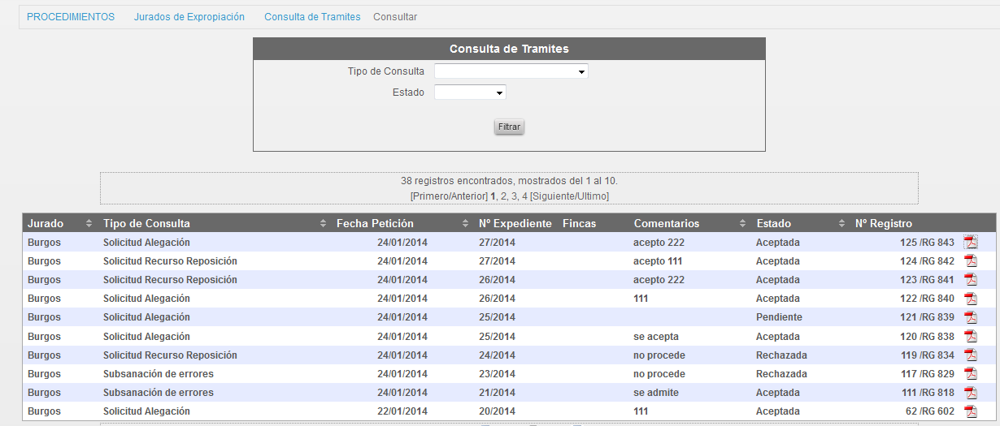 PROCEDIMIENTOS Jurados de Expropiación Consulta de Tramites Consultar
Consulta de Tramites
Tipo de Consulta
Estado
Filtrar
38 registros encontrados, mostrados del 1 al 10.
[Primero/Anterior] 1, 2, 3, 4 [Siguiente/Ultimo]
Jurado Tipo de Consulta Fecha Petición Nº Expediente Fincas Comentarios Estado Nº Registro
Burgos Solicitud Alegación 24/01/2014 27/2014 acepto 222 Aceptada 125 /RG 843
Burgos Solicitud Recurso Reposición 24/01/2014 27/2014 acepto 111 Aceptada 124 /RG 842
Burgos Solicitud Recurso Reposición 24/01/2014 26/2014 acepto 222 Aceptada 123 /RG 841
Burgos Solicitud Alegación 24/01/2014 26/2014 111 Aceptada 122 /RG 840
Burgos Solicitud Alegación 24/01/2014 25/2014 Pendiente 121 /RG 839
Burgos Solicitud Alegación 24/01/2014 25/2014 se acepta Aceptada 120 /RG 838
Burgos Solicitud Recurso Reposición 24/01/2014 24/2014 no procede Rechazada 119 /RG 834
Burgos Subsanación de errores 24/01/2014 23/2014 no procede Rechazada 117 /RG 829
Burgos Subsanación de errores 24/01/2014 21/2014 se admite Aceptada 111 /RG 818
Burgos Solicitud Alegación 22/01/2014 20/2014 111 Aceptada 62 /RG 602